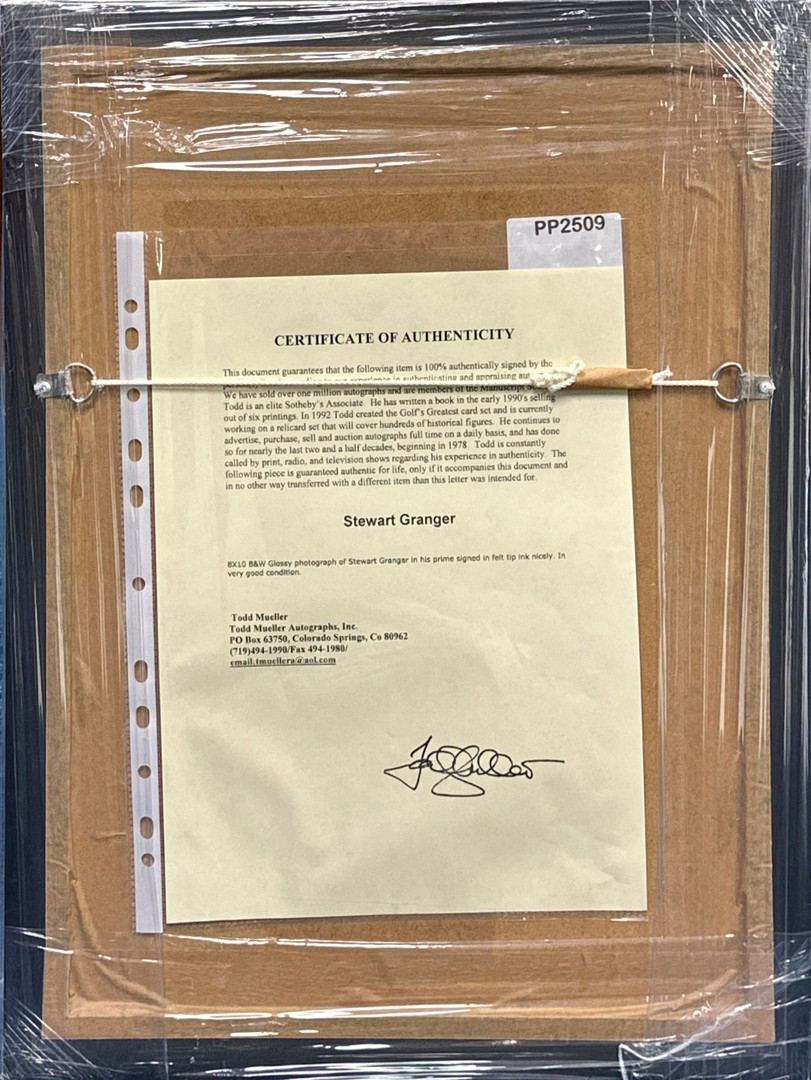 PP2509
CERTIFICATE OF AUTHENTICITY
This document guarantees that the following item is 100% authentically signed by the
experience in authenticating and appraising
We have sold over one million autographs and are members of the Manuscript
Todd is an elite Sotheby's Associate. He has written a book in the early 1990's selling
out of six printings. In 1992 Todd created the Golf's Greatest card set and is currently
working on a relicard set that will cover hundreds of historical figures. He continues to
advertise, purchase, sell and auction autographs full time on a daily basis, and has done
so for nearly the last two and a half decades, beginning in 1978. Todd is constantly
called by print, radio, and television shows regarding his experience in authenticity. The
following piece is guaranteed authentic for life, only if it accompanies this document and
in no other way transferred with a different item than this letter was intended for.
Stewart Granger
8X10 B&W Glossy photograph of Stewart Granger in his prime signed in felt tip ink nicely. In
very good condition.
Todd Mueller
Todd Mueller Autographs, Inc.
PO Box 63750, Colorado Springs, Co 80962
(719)494-1990/Fax 494-1980/
email:tmuellera@aol.com